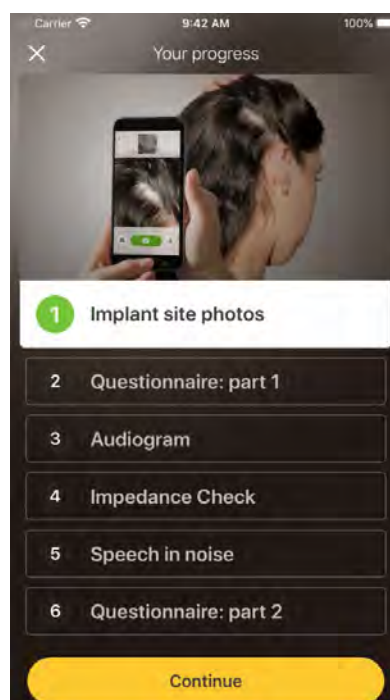 Carrier 9:42 AM 100%
Your progress
1 Implant site photos
2 Questionnaire: part 1
3 Audiogram
4 Impedance Check
5 Speech in noise
6 Questionnaire: part 2
Continue